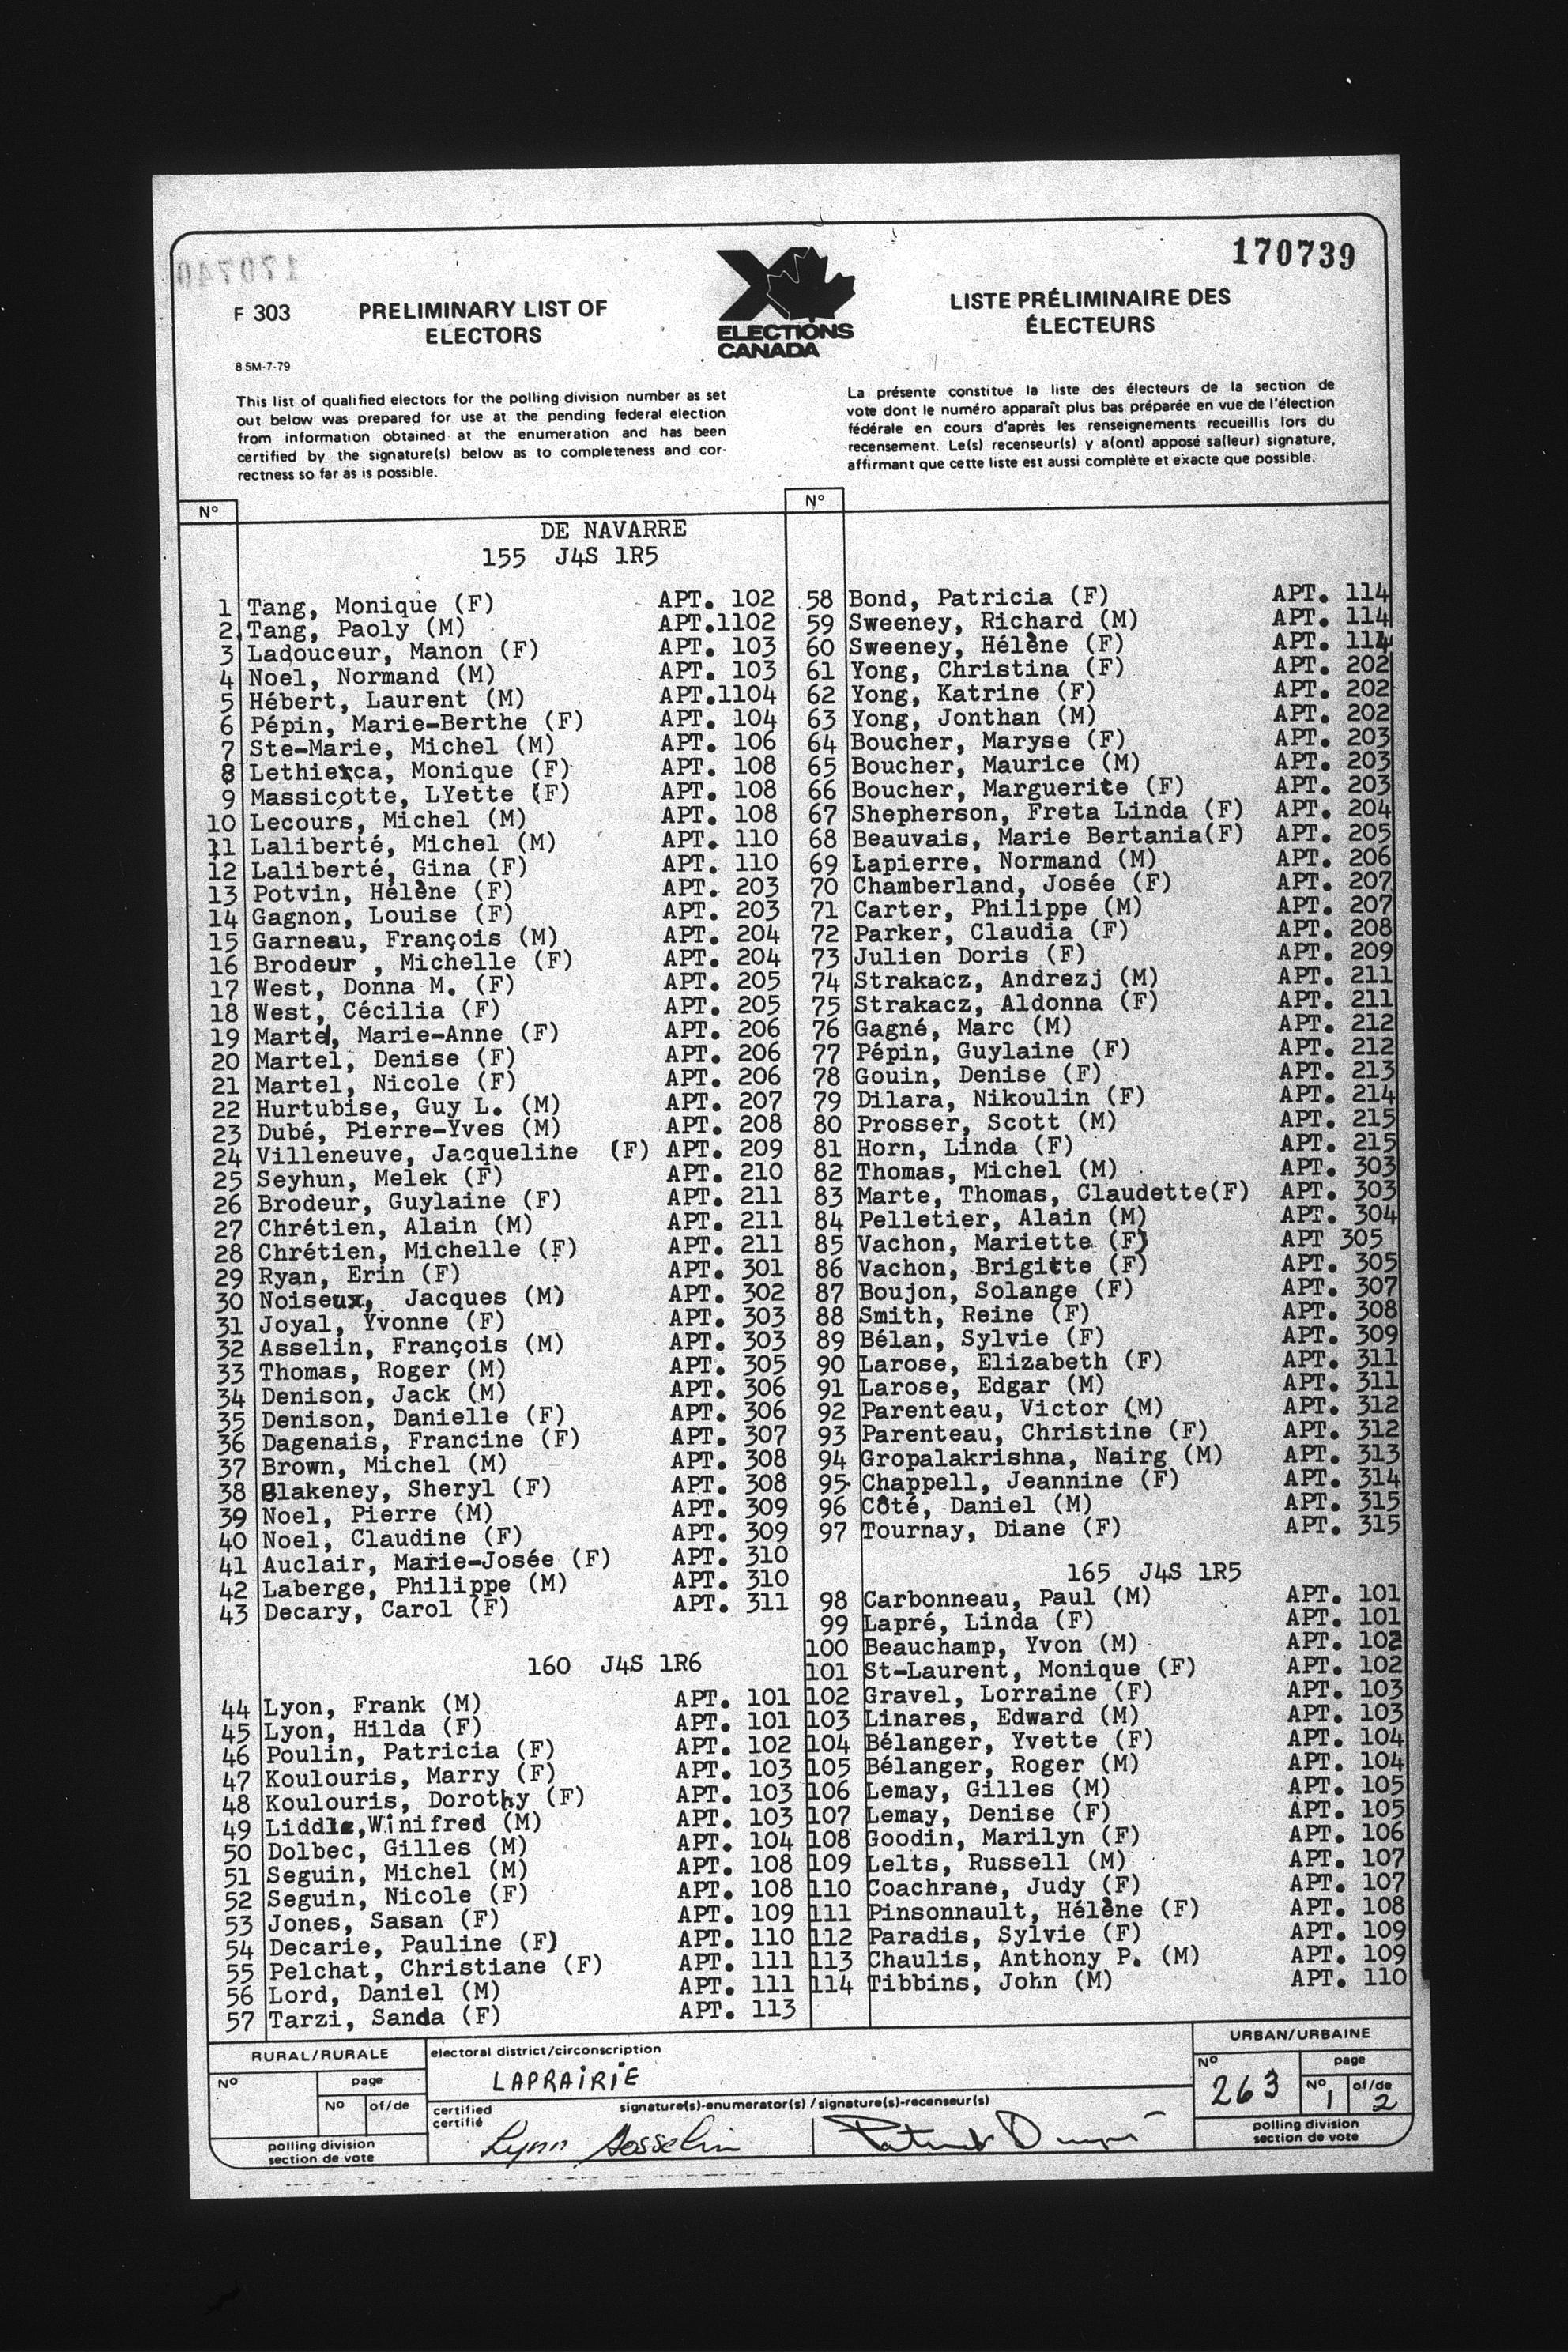 170739
F 303
PRELIMINARY LIST OF
ELECTORS
ELECTIONS
CANADA
LISTE PRÉLIMINAIRE DES
ÉLECTEURS
8 5M-7-79
This list of qualified electors for the polling division number as set
out below was prepared for use at the pending federal election
from information obtained at the enumeration and has been
certified by the signature(s) below as to completeness and cor-
rectness so far as is possible.
La présente constitue la liste des électeurs de la section de
vote dont le numéro apparaît plus bas préparée en vue de l'élection
fédérale en cours d'après les renseignements recueillis lors du
recensement. Le(s) recenseur(s) y a(ont) apposé sa(leur) signature,
affirmant que cette liste est aussi complète et exacte que possible.
Nº
DE NAVARRE
155 J4S 1R5
1 Tang, Monique (F) APT. 102
2 Tang, Paoly (M) APT.1102
3 Ladouceur, Manon (F) APT. 103
4 Noel, Normand (M) APT. 103
5 Hébert, Laurent (M) APT.1104
6 Pépin, Marie-Berthe (F) APT. 104
7 Ste-Marie, Michel (M) APT. 106
8 Lethierca, Monique (F) APT. 108
9 Massicotte, LYette (F) APT. 108
10 Lecours, Michel (M) APT. 108
11 Laliberté, Michel (M) APT. 110
12 Laliberté, Gina (F) APT. 110
13 Potvin, Hélène (F) APT. 203
14 Gagnon, Louise (F) APT. 203
15 Garneau, François (M) APT. 204
16 Brodeur , Michelle (F) APT. 204
17 West, Donna M. (F) APT. 205
18 West, Cécilia (F) APT. 205
19 Martel, Marie-Anne (F) APT. 206
20 Martel, Denise (F) APT. 206
21 Martel, Nicole (F) APT. 206
22 Hurtubise, Guy L. (M) APT. 207
23 Dubé, Pierre-Yves (M) APT. 208
24 Villeneuve, Jacqueline (F) APT. 209
25 Seyhun, Melek (F) APT. 210
26 Brodeur, Guylaine (F) APT. 211
27 Chrétien, Alain (M) APT. 211
28 Chrétien, Michelle (F) APT. 211
29 Ryan, Erin (F) APT. 301
30 Noiseux, Jacques (M) APT. 302
31 Joyal, Yvonne (F) APT. 303
32 Asselin, François (M) APT. 303
33 Thomas, Roger (M) APT. 305
34 Denison, Jack (M) APT. 306
35 Denison, Danielle (F) APT. 306
36 Dagenais, Francine (F) APT. 307
37 Brown, Michel (M) APT. 308
38 Blakeney, Sheryl (F) APT. 308
39 Noel, Pierre (M) APT. 309
40 Noel, Claudine (F) APT. 309
41 Auclair, Marie-Josée (F) APT. 310
42 Laberge, Philippe (M) APT. 310
43 Decary, Carol (F) APT. 311
160 J4S 1R6
44 Lyon, Frank (M) APT. 101
45 Lyon, Hilda (F) APT. 101
46 Poulin, Patricia (F) APT. 102
47 Koulouris, Marry (F) APT. 103
48 Koulouris, Dorothy (F) APT. 103
49 Liddle,Winifred (M) APT. 103
50 Dolbec, Gilles (M) APT. 104
51 Seguin, Michel (M) APT. 108
52 Seguin, Nicole (F) APT. 108
53 Jones, Sasan (F) APT. 109
54 Decarie, Pauline (F) APT. 110
55 Pelchat, Christiane (F) APT. 111
56 Lord, Daniel (M) APT. 111
57 Tarzi, Sanda (F) APT. 113
Nº
58 Bond, Patricia (F) APT. 114
59 Sweeney, Richard (M) APT. 114
60 Sweeney, Hélène (F) APT. 114
61 Yong, Christina (F) APT. 202
62 Yong, Katrine (F) APT. 202
63 Yong, Jonthan (M) APT. 202
64 Boucher, Maryse (F) APT. 203
65 Boucher, Maurice (M) APT. 203
66 Boucher, Marguerite (F) APT. 203
67 Shepherson, Freta Linda (F) APT. 204
68 Beauvais, Marie Bertania(F) APT. 205
69 Lapierre, Normand (M) APT. 206
70 Chamberland, Josée (F) APT. 207
71 Carter, Philippe (M) APT. 207
72 Parker, Claudia (F) APT. 208
73 Julien Doris (F) APT. 209
74 Strakacz, Andrezj (M) APT. 211
75 Strakacz, Aldonna (F) APT. 211
76 Gagné, Marc (M) APT. 212
77 Pépin, Guylaine (F) APT. 212
78 Gouin, Denise (F) APT. 213
79 Dilara, Nikoulin (F) APT. 214
80 Prosser, Scott (M) APT. 215
81 Horn, Linda (F) APT. 215
82 Thomas, Michel (M) APT. 303
83 Marte, Thomas, Claudette(F) APT. 303
84 Pelletier, Alain (M) APT. 304
85 Vachon, Mariette (F) APT 305
86 Vachon, Brigitte (F) APT. 305
87 Boujon, Solange (F) APT. 307
88 Smith, Reine (F) APT. 308
89 Bélan, Sylvie (F) APT. 309
90 Larose, Elizabeth (F) APT. 311
91 Larose, Edgar (M) APT. 311
92 Parenteau, Victor (M) APT. 312
93 Parenteau, Christine (F) APT. 312
94 Gropalakrishna, Nairg (M) APT. 313
95 Chappell, Jeannine (F) APT. 314
96 Côté, Daniel (M) APT. 315
97 Tournay, Diane (F) APT. 315
165 J4S 1R5
98 Carbonneau, Paul (M) APT. 101
99 Lapré, Linda (F) APT. 101
100 Beauchamp, Yvon (M) APT. 102
101 St-Laurent, Monique (F) APT. 102
102 Gravel, Lorraine (F) APT. 103
103 Linares, Edward (M) APT. 103
104 Bélanger, Yvette (F) APT. 104
105 Bélanger, Roger (M) APT. 104
106 Lemay, Gilles (M) APT. 105
107 Lemay, Denise (F) APT. 105
108 Goodin, Marilyn (F) APT. 106
109 Lelts, Russell (M) APT. 107
110 Coachrane, Judy (F) APT. 107
111 Pinsonnault, Hélène (F) APT. 108
112 Paradis, Sylvie (F) APT. 109
113 Chaulis, Anthony P. (M) APT. 109
114 Tibbins, John (M) APT. 110
RURAL/RURALE
Nº
page
Nº of/de
polling division
section de vote
electoral district/circonscription
LAPRAIRIE
certified
certifié
signature(s)-enumerator(s)/signature(s)-recenseur(s)
Lynn Gosselin
URBAN/URBAINE
Nº
263
page
Nº 1 of/de 2
polling division
section de vote